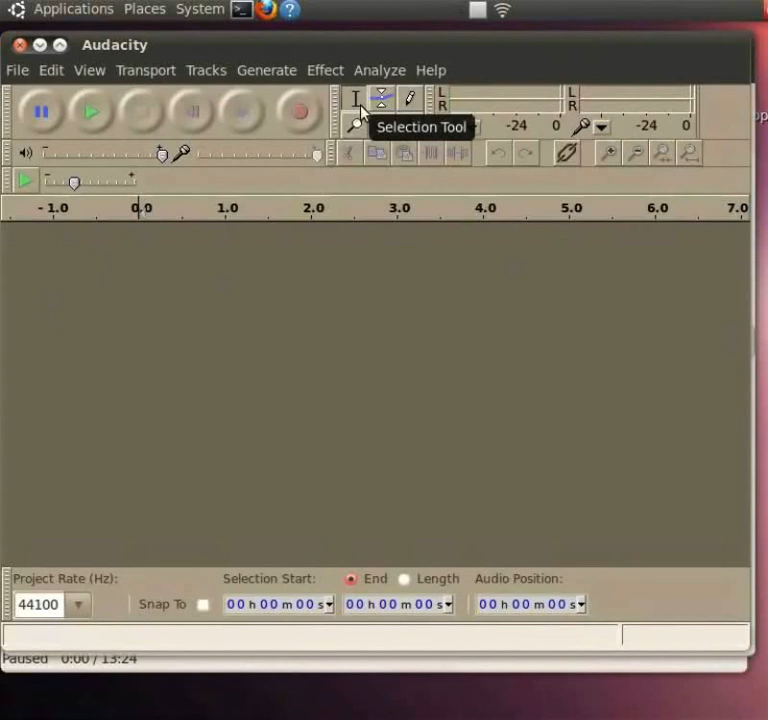 Applications Places System
Audacity
File Edit View Transport Tracks Generate Effect Analyze Help
L L
R R
-24 0 -24 0
Selection Tool
- + - +
- +
- 1.0 0.0 1.0 2.0 3.0 4.0 5.0 6.0 7.0
Project Rate (Hz): Selection Start: End Length Audio Position:
44100 Snap To 00 h 00 m 00 s 00 h 00 m 00 s 00 h 00 m 00 s
Paused 0:00 / 13:24